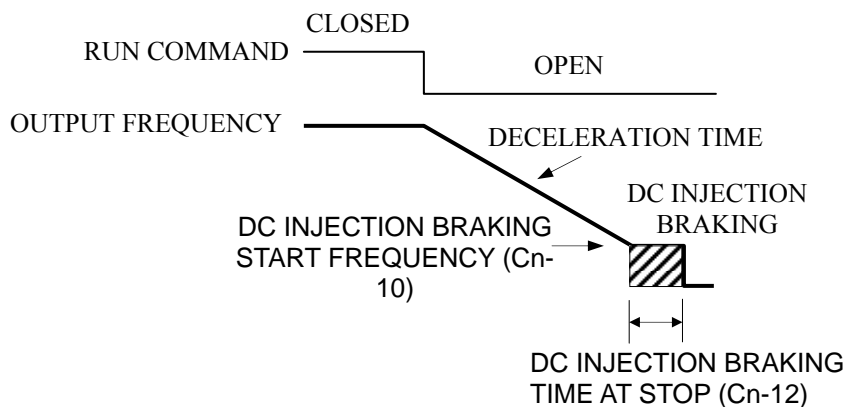 CLOSED
RUN COMMAND
OPEN
OUTPUT FREQUENCY
DECELERATION TIME
DC INJECTION
BRAKING
DC INJECTION BRAKING
START FREQUENCY (Cn-
10)
DC INJECTION BRAKING
TIME AT STOP (Cn-12)